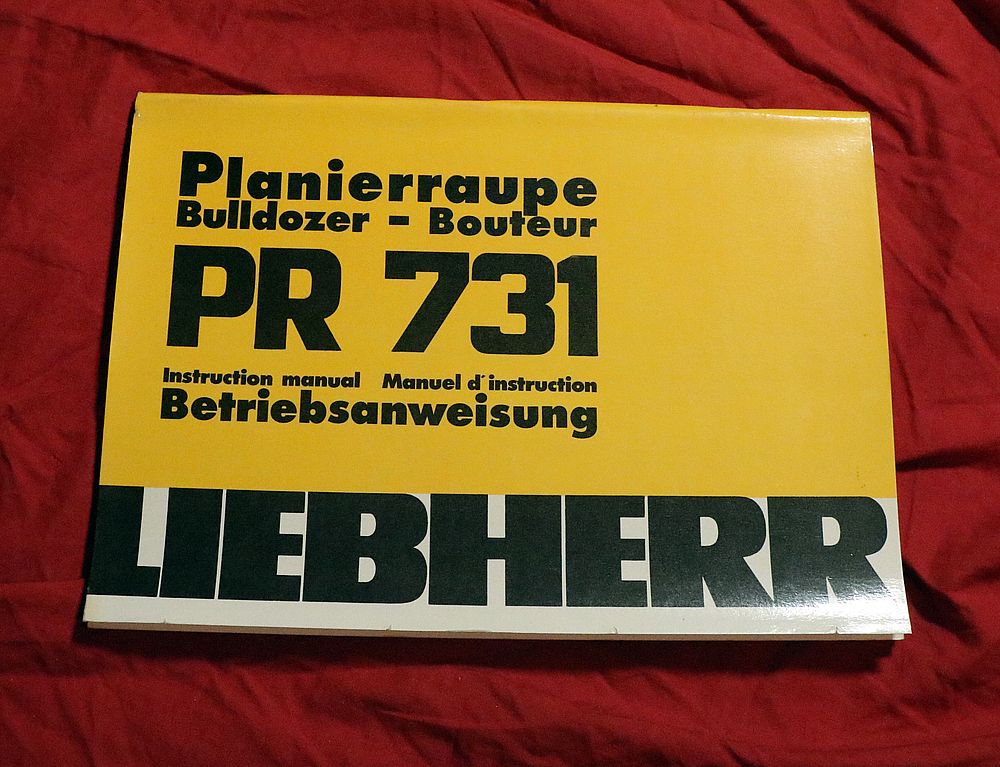 Planierraupe
Bulldozer - Bouteur
PR 731
Instruction manual Manuel d'instruction
Betriebsanweisung
LIEBHERR